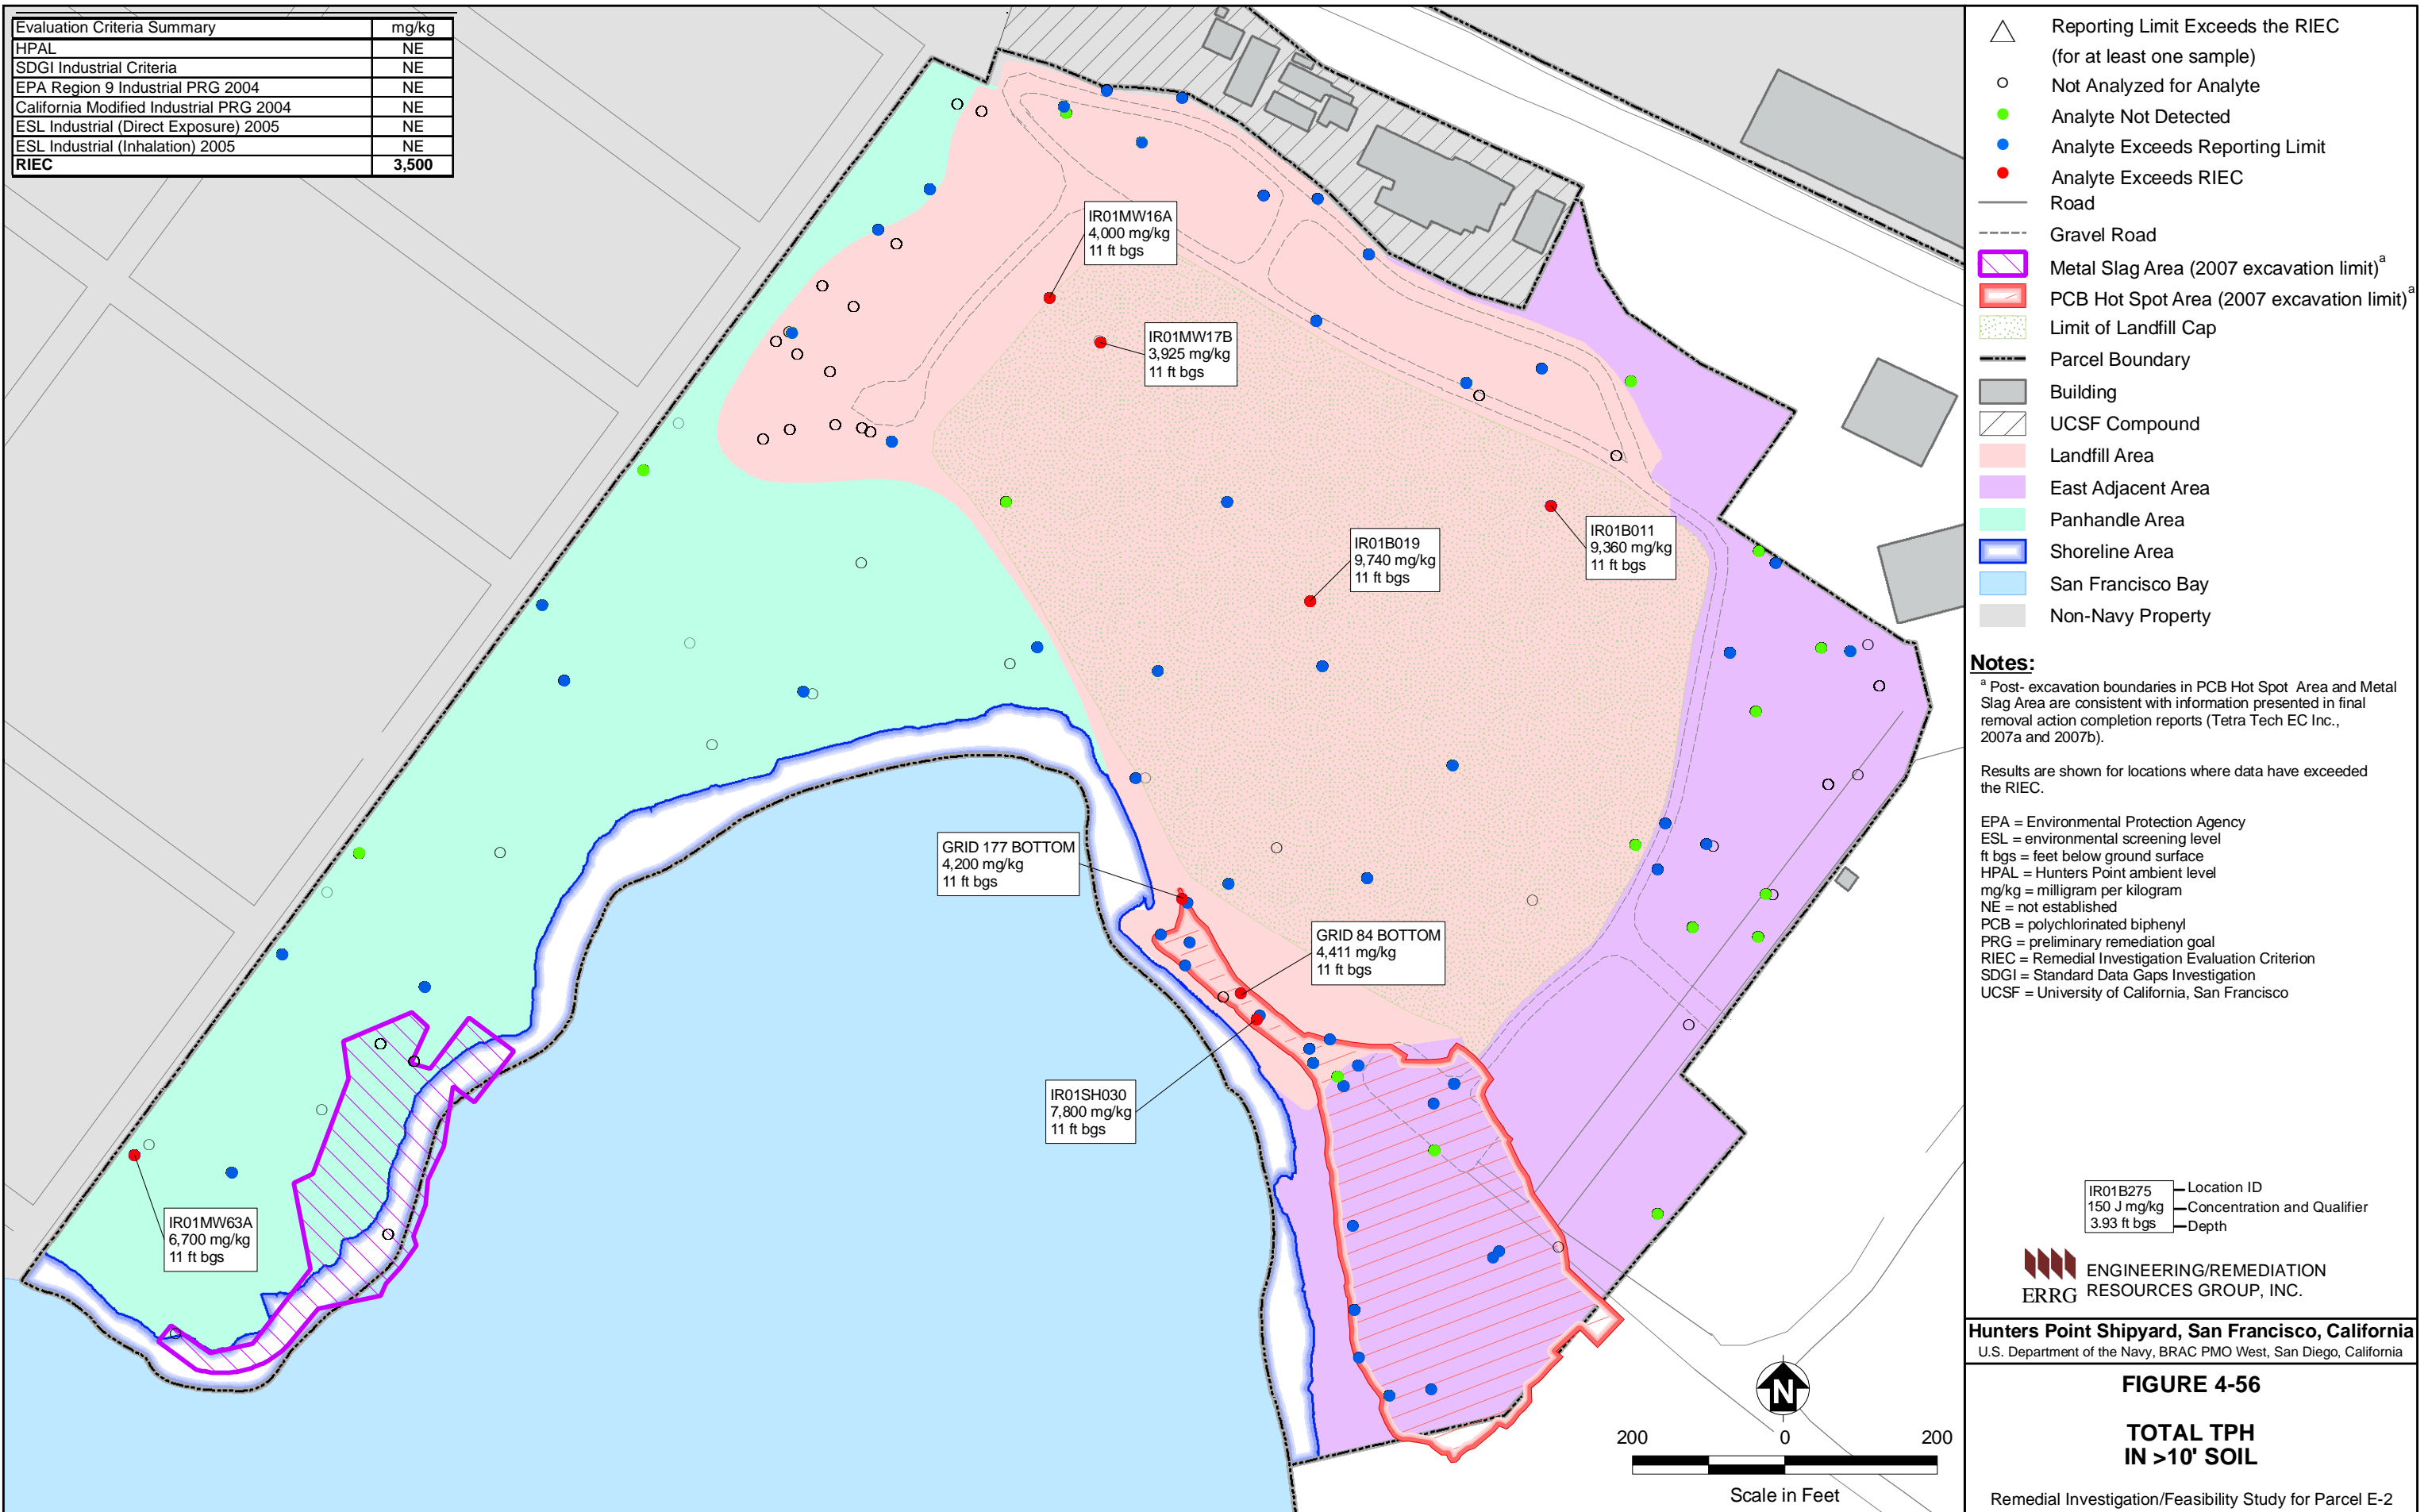 Evaluation Criteria Summary mg/kg
HPAL NE
SDGI Industrial Criteria NE
EPA Region 9 Industrial PRG 2004 NE
California Modified Industrial PRG 2004 NE
ESL Industrial (Direct Exposure) 2005 NE
ESL Industrial (Inhalation) 2005 NE
RIEC 3,500
IR01MW16A
4,000 mg/kg
11 ft bgs
IR01MW17B
3,925 mg/kg
11 ft bgs
IR01B011
9,360 mg/kg
11 ft bgs
IR01B019
9,740 mg/kg
11 ft bgs
GRID 177 BOTTOM
4,200 mg/kg
11 ft bgs
GRID 84 BOTTOM
4,411 mg/kg
11 ft bgs
IR01SH030
7,800 mg/kg
11 ft bgs
IR01MW63A
6,700 mg/kg
11 ft bgs
N
200 0 200
Scale in Feet
Reporting Limit Exceeds the RIEC
(for at least one sample)
Not Analyzed for Analyte
Analyte Not Detected
Analyte Exceeds Reporting Limit
Analyte Exceeds RIEC
Road
Gravel Road
Metal Slag Area (2007 excavation limit)a
PCB Hot Spot Area (2007 excavation limit)a
Limit of Landfill Cap
Parcel Boundary
Building
UCSF Compound
Landfill Area
East Adjacent Area
Panhandle Area
Shoreline Area
San Francisco Bay
Non-Navy Property
Notes:
a Post- excavation boundaries in PCB Hot Spot Area and Metal
Slag Area are consistent with information presented in final
removal action completion reports (Tetra Tech EC Inc.,
2007a and 2007b).
Results are shown for locations where data have exceeded
the RIEC.
EPA = Environmental Protection Agency
ESL = environmental screening level
ft bgs = feet below ground surface
HPAL = Hunters Point ambient level
mg/kg = milligram per kilogram
NE = not established
PCB = polychlorinated biphenyl
PRG = preliminary remediation goal
RIEC = Remedial Investigation Evaluation Criterion
SDGI = Standard Data Gaps Investigation
UCSF = University of California, San Francisco
IR01B275 Location ID
150 J mg/kg Concentration and Qualifier
3.93 ft bgs Depth
ERRG
ENGINEERING/REMEDIATION
RESOURCES GROUP, INC.
Hunters Point Shipyard, San Francisco, California
U.S. Department of the Navy, BRAC PMO West, San Diego, California
FIGURE 4-56
TOTAL TPH
IN >10' SOIL
Remedial Investigation/Feasibility Study for Parcel E-2